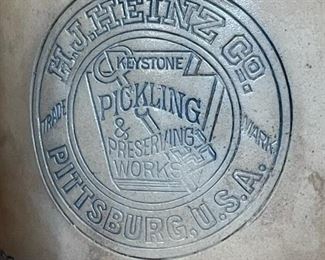 H.J. HEINZ CO.
KEYSTONE
PICKLING
&
PRESERVING
WORKS
TRADE MARK
PITTSBURG, U.S.A.